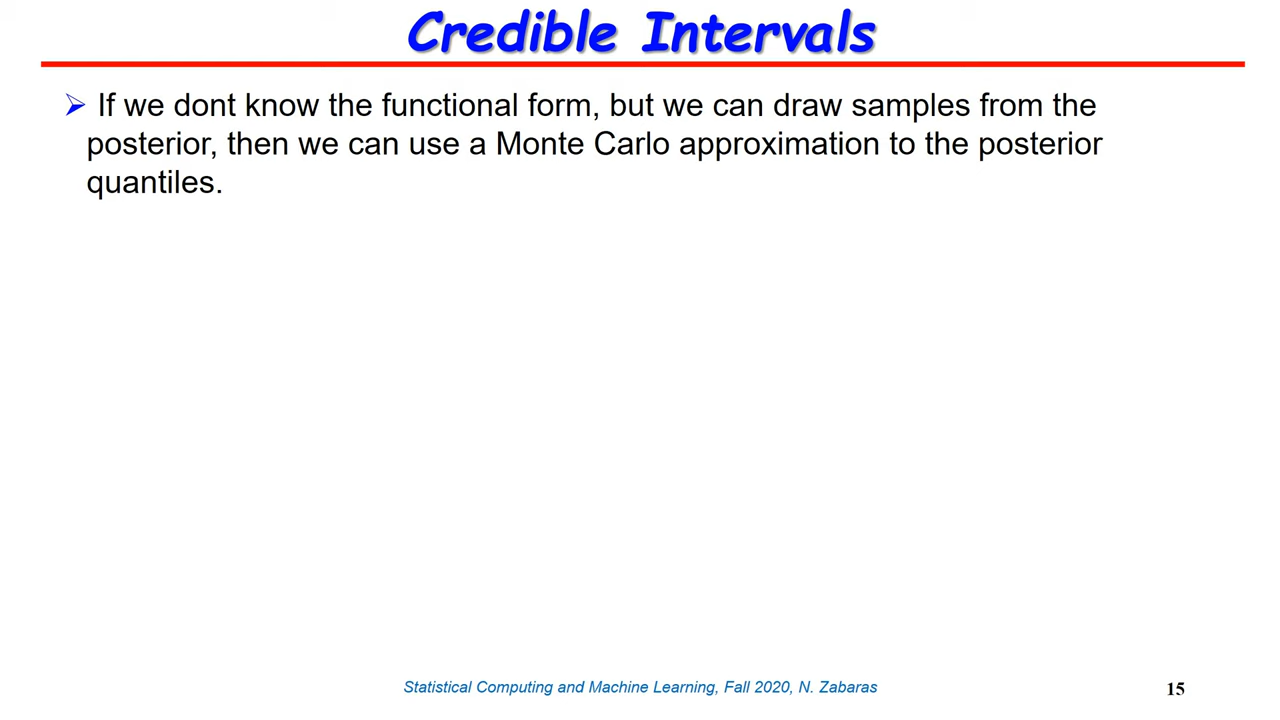 Credible Intervals
If we dont know the functional form, but we can draw samples from the
posterior, then we can use a Monte Carlo approximation to the posterior
quantiles.
Statistical Computing and Machine Learning, Fall 2020, N. Zabaras
15